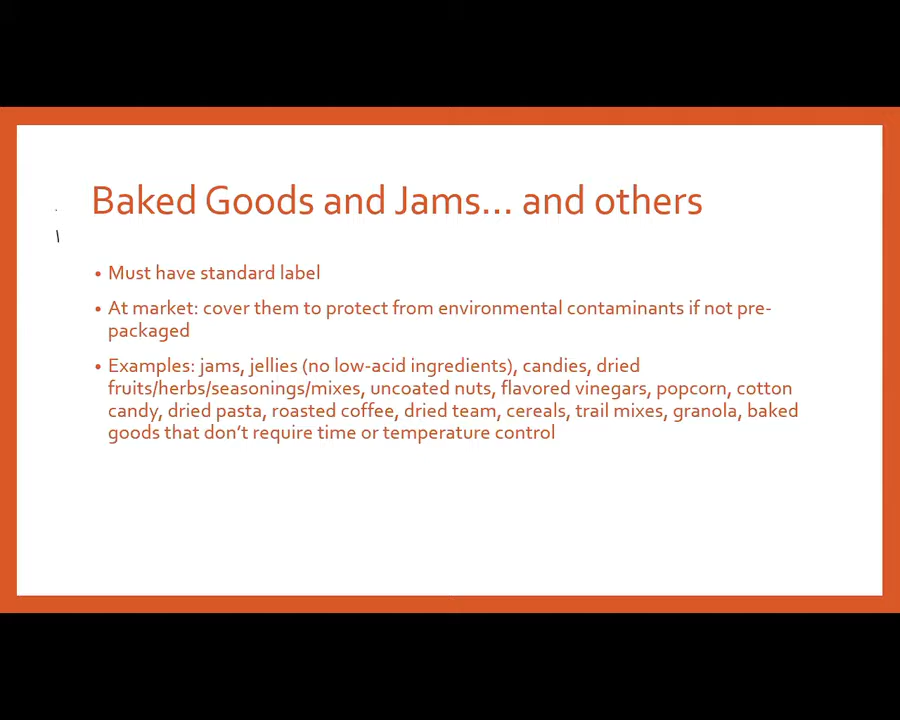 Baked Goods and Jams... and others
• Must have standard label
• At market: cover them to protect from environmental contaminants if not pre-
packaged
• Examples: jams, jellies (no low-acid ingredients), candies, dried
fruits/herbs/seasonings/mixes, uncoated nuts, flavored vinegars, popcorn, cotton
candy, dried pasta, roasted coffee, dried team, cereals, trail mixes, granola, baked
goods that don't require time or temperature control